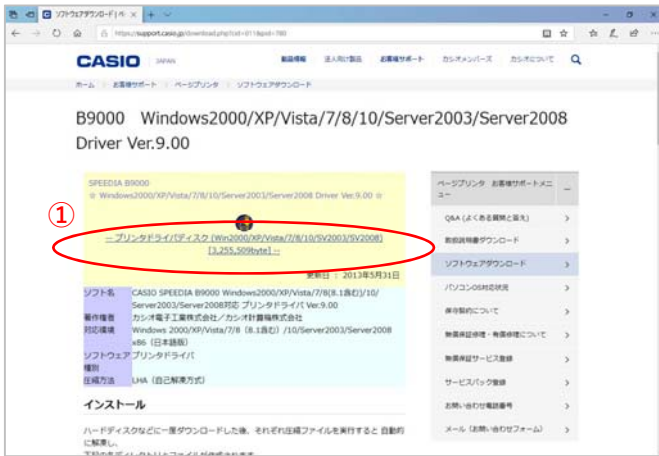 ソフトウェアダウンロード | ペ
https://support.casio.jp/download.php?cid=011&pid=760
CASIO JAPAN 製品情報 法人向け製品 お客様サポート カシオメンバーズ カシオについて
ホーム お客様サポート ページプリンタ ソフトウェアダウンロード
B9000 Windows2000/XP/Vista/7/8/10/Server2003/Server2008
Driver Ver.9.00
SPEEDIA B9000
Windows2000/XP/Vista/7/8/10/Server2003/Server2008 Driver Ver.9.00
①
-- プリンタドライバディスク (Win2000/XP/Vista/7/8/10/SV2003/SV2008)
[3,255,509byte] --
更新日 : 2013年5月31日
ソフト名 CASIO SPEEDIA B9000 Windows2000/XP/Vista/7/8(8.1含む)/10/
Server2003/Server2008対応 プリンタドライバ Ver.9.00
著作権者 カシオ電子工業株式会社/カシオ計算機株式会社
対応環境 Windows 2000/XP/Vista/7/8（8.1含む）/10/Server2003/Server2008
x86（日本語版）
ソフトウェア プリンタドライバ
種別
圧縮方法 LHA（自己解凍方式）
インストール
ハードディスクなどに一度ダウンロードした後、それぞれ圧縮ファイルを実行すると 自動的
に解凍し、
ページプリンタ お客様サポートメニ
ュー
Q&A（よくある質問と答え）
取扱説明書ダウンロード
ソフトウェアダウンロード
パソコンOS対応状況
保守契約について
無償保証修理・有償修理について
無償保証サービス登録
サービスパック登録
お問い合わせ電話番号
メール（お問い合わせフォーム）